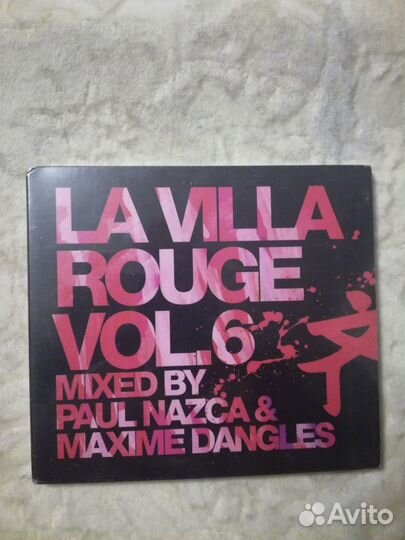 LA VILLA
ROUGE
VOL.6
MIXED BY
PAUL NAZCA &
MAXIME DANGLES
Avito